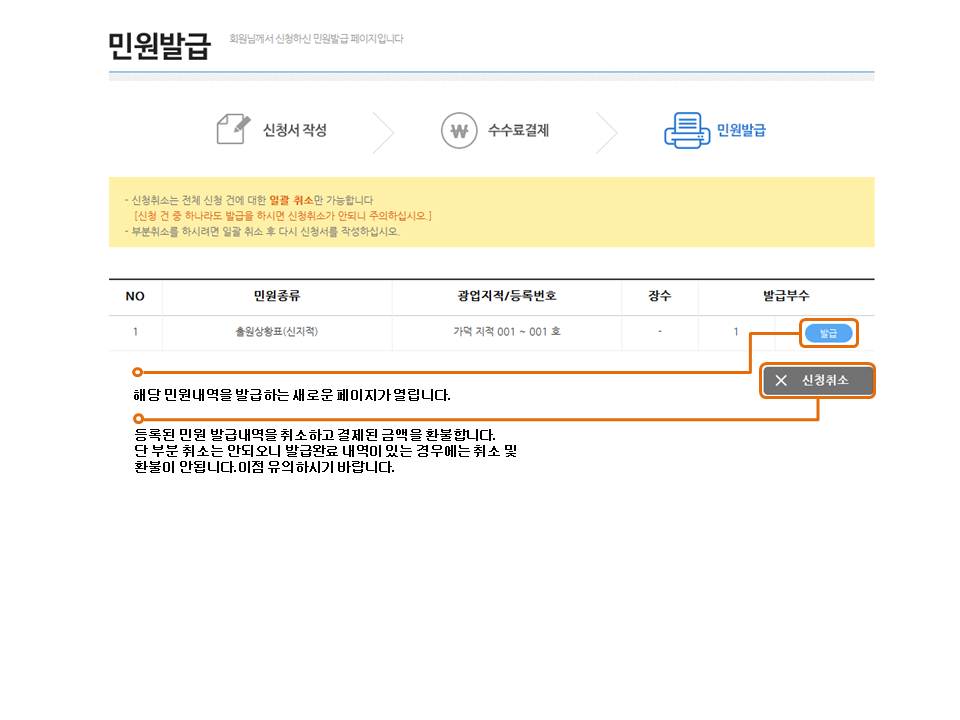 민원발급 회원님께서 신청하신 민원발급 페이지입니다
신청서 작성 수수료결제 민원발급
- 신청취소는 전체 신청 건에 대한 일괄 취소만 가능합니다
[신청 건 중 하나라도 발급을 하시면 신청취소가 안되니 주의하십시오.]
- 부분취소를 하시려면 일괄 취소 후 다시 신청서를 작성하십시오.
NO 민원종류 광업지적/등록번호 장수 발급부수
1 출원상황표(신지적) 가덕 지적 001 ~ 001 호 - 1 발급
신청취소
해당 민원내역을 발급하는 새로운 페이지가 열립니다.
등록된 민원 발급내역을 취소하고 결제된 금액을 환불합니다.
단 부분 취소는 안되오니 발급완료 내역이 있는 경우에는 취소 및
환불이 안됩니다.이점 유의하시기 바랍니다.